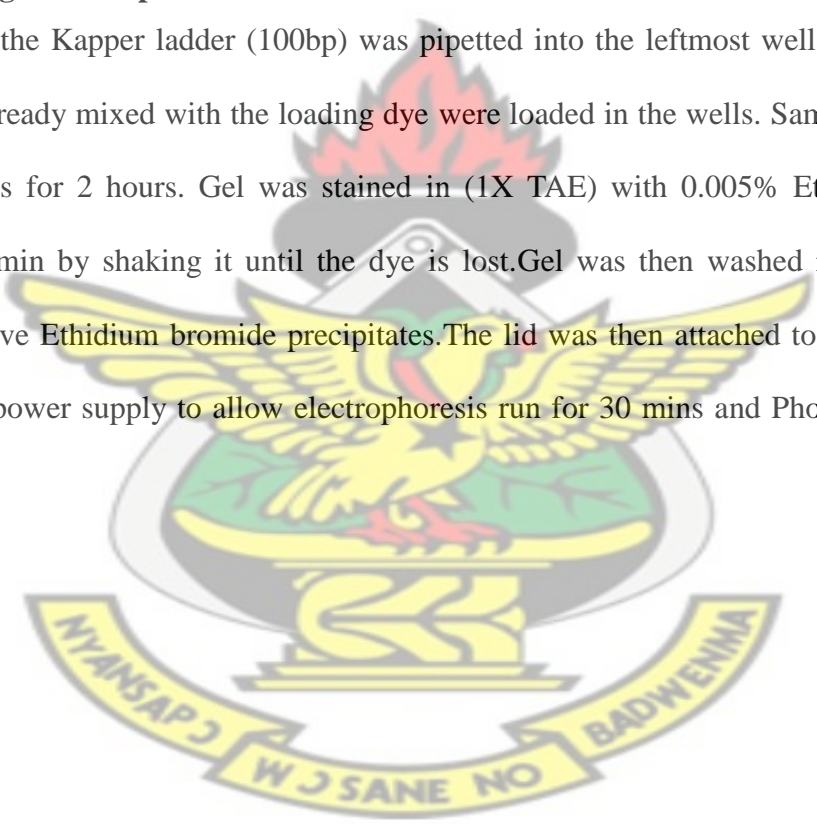 the Kapper ladder (100bp) was pipetted into the leftmost well
ready mixed with the loading dye were loaded in the wells. Sam
s for 2 hours. Gel was stained in (1X TAE) with 0.005% Et
min by shaking it until the dye is lost.Gel was then washed
ve Ethidium bromide precipitates.The lid was then attached to
power supply to allow electrophoresis run for 30 mins and Pho
NYANSAPƆ
WƆSANE NO
BADWENMA